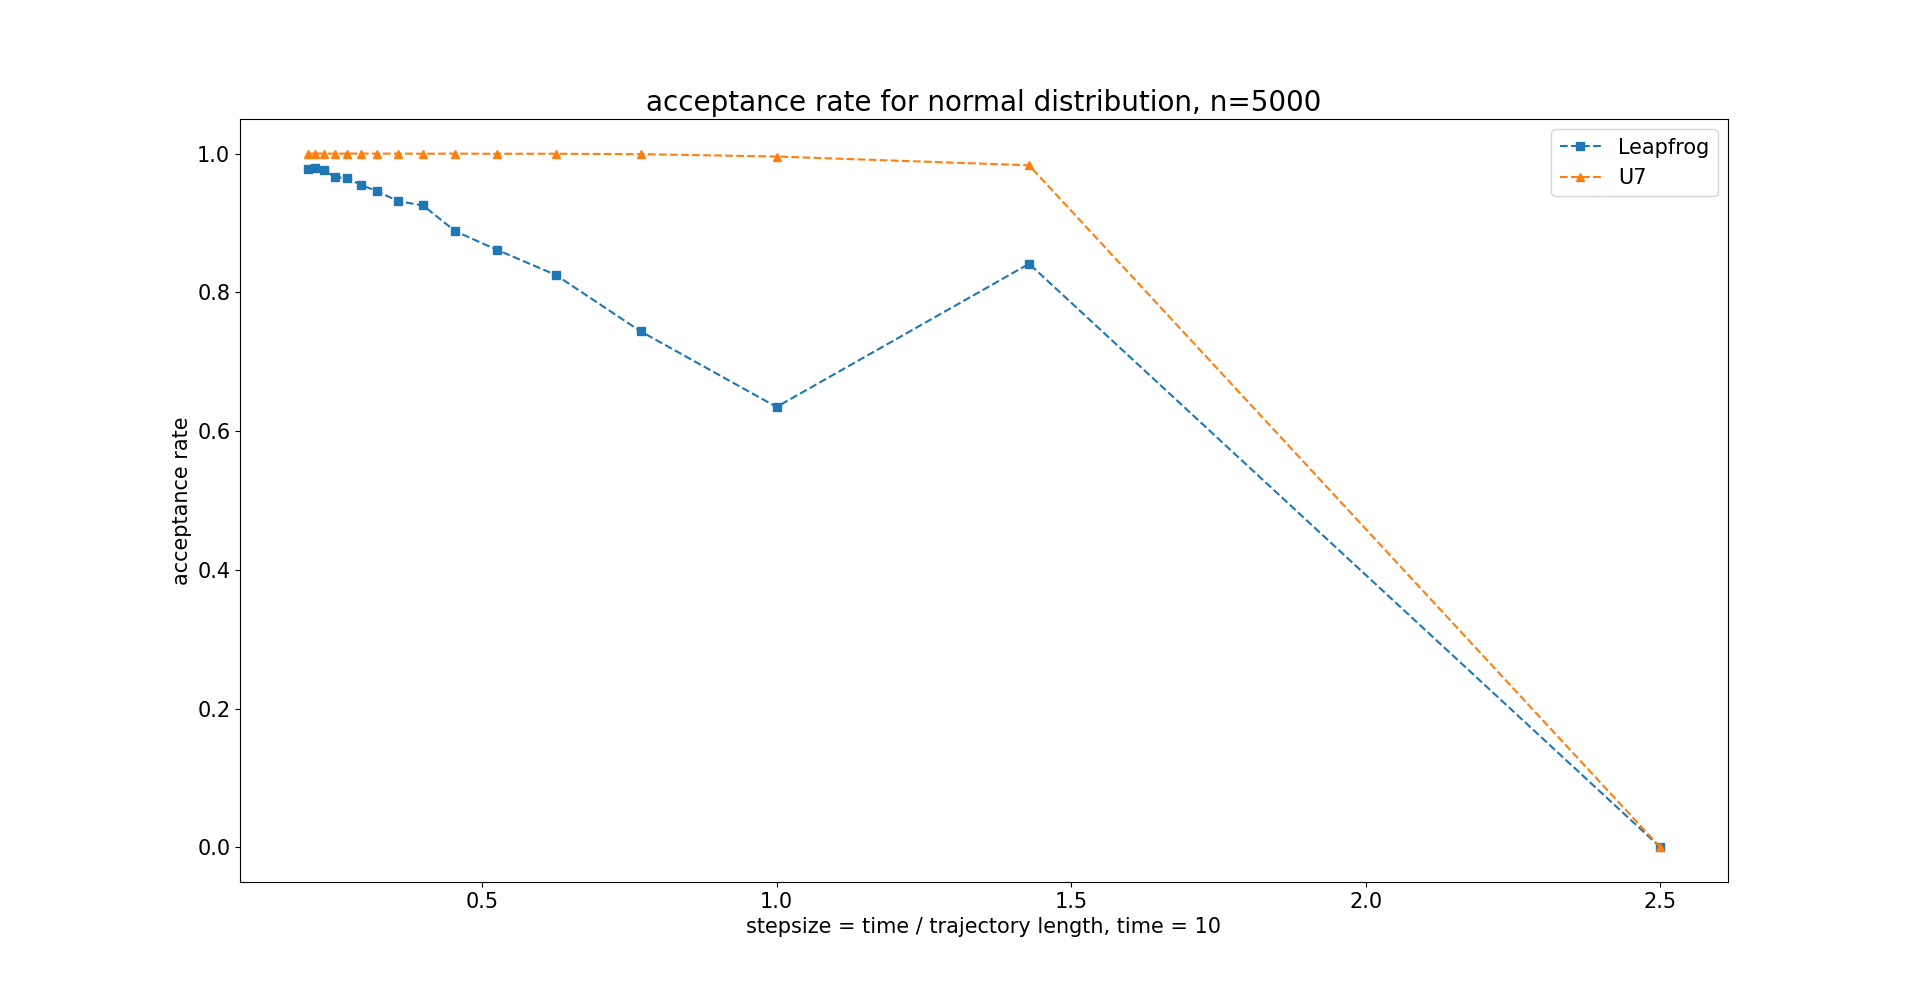 acceptance rate for normal distribution, n=5000
Leapfrog
U7
1.0
0.8
0.6
0.4
0.2
0.0
acceptance rate
0.5 1.0 1.5 2.0 2.5
stepsize = time / trajectory length, time = 10